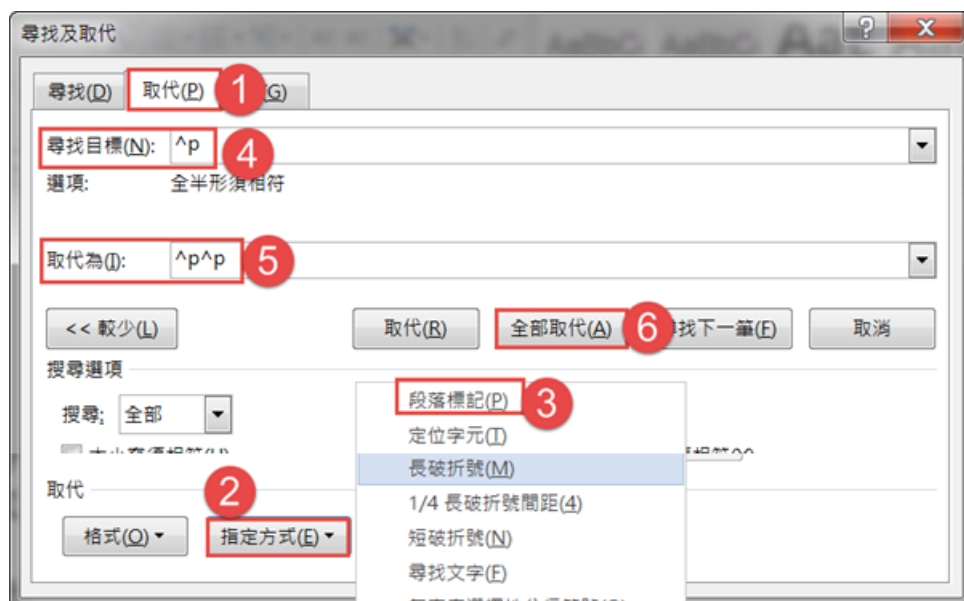 尋找及取代
尋找(D) 取代(P) 1 (G)
尋找目標(N): ^p 4
選項: 全半形須相符
取代為(I): ^p^p 5
<< 較少(L) 取代(R) 全部取代(A) 6 尋找下一筆(F) 取消
搜尋選項
段落標記(P) 3
搜尋: 全部
定位字元(T)
長破折號(M)
取代
2
1/4 長破折號間距(4)
格式(O) 指定方式(E)
短破折號(N)
尋找文字(F)